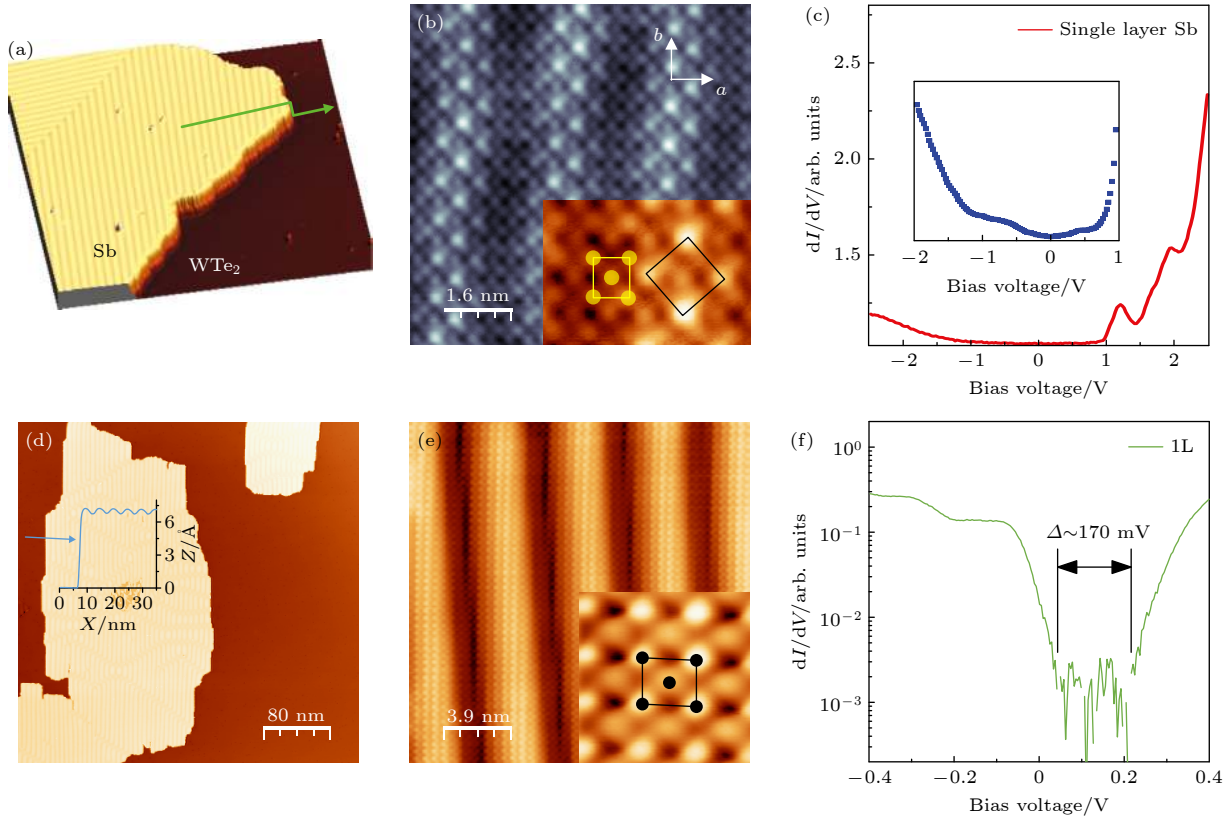 (a)
Sb
WTe₂
(b)
b
a
1.6 nm
(c)
Single layer Sb
2.5
2.0
1.5
dI/dV/arb. units
−2 −1 0 1
Bias voltage/V
−2 −1 0 1 2
Bias voltage/V
(d)
6
3
0
Z/Å
0 10 20 30
X/nm
80 nm
(e)
3.9 nm
(f)
1L
10⁰
10⁻¹
10⁻²
10⁻³
dI/dV/arb. units
Δ~170 mV
−0.4 −0.2 0 0.2 0.4
Bias voltage/V